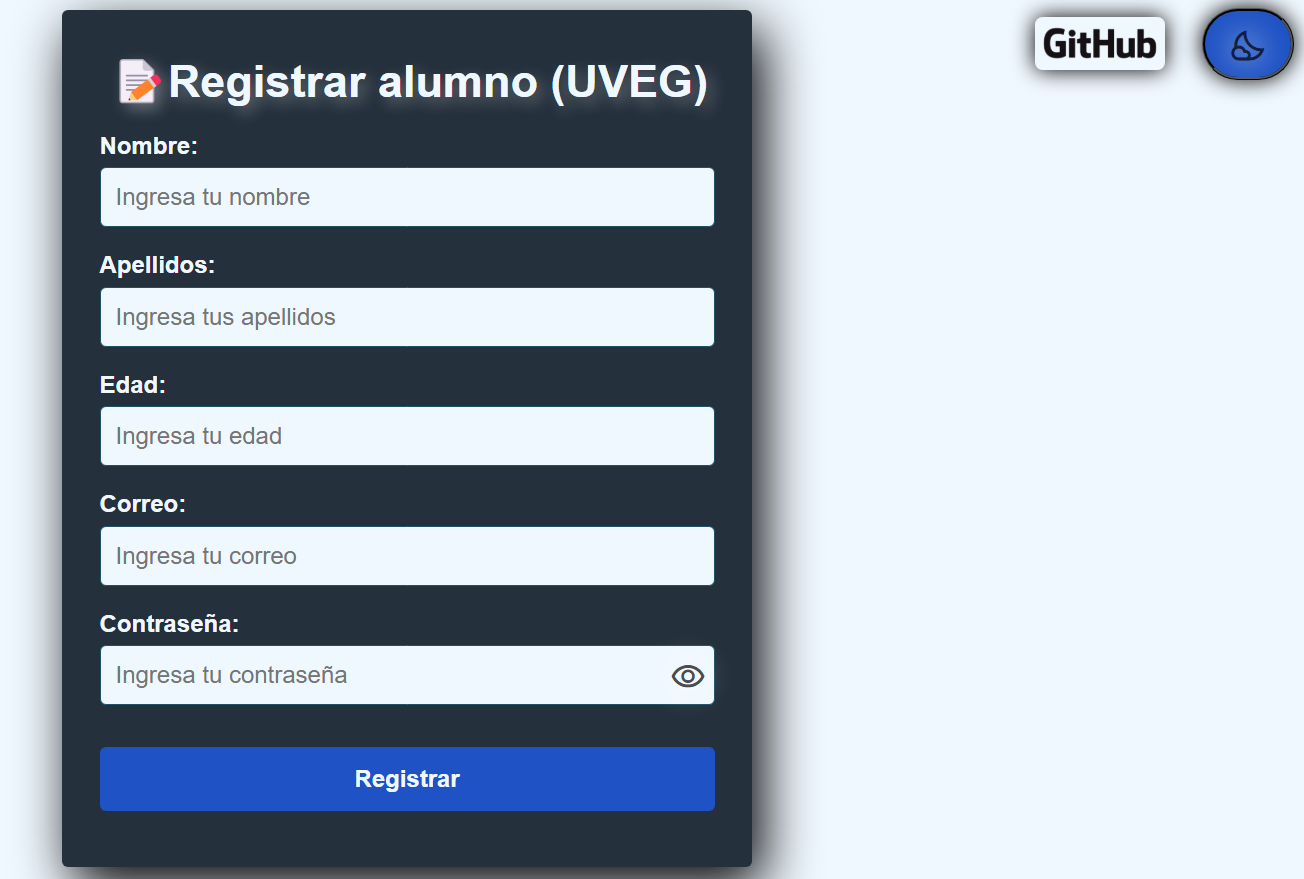 Registrar alumno (UVEG)
GitHub
Nombre:
Ingresa tu nombre
Apellidos:
Ingresa tus apellidos
Edad:
Ingresa tu edad
Correo:
Ingresa tu correo
Contraseña:
Ingresa tu contraseña
Registrar